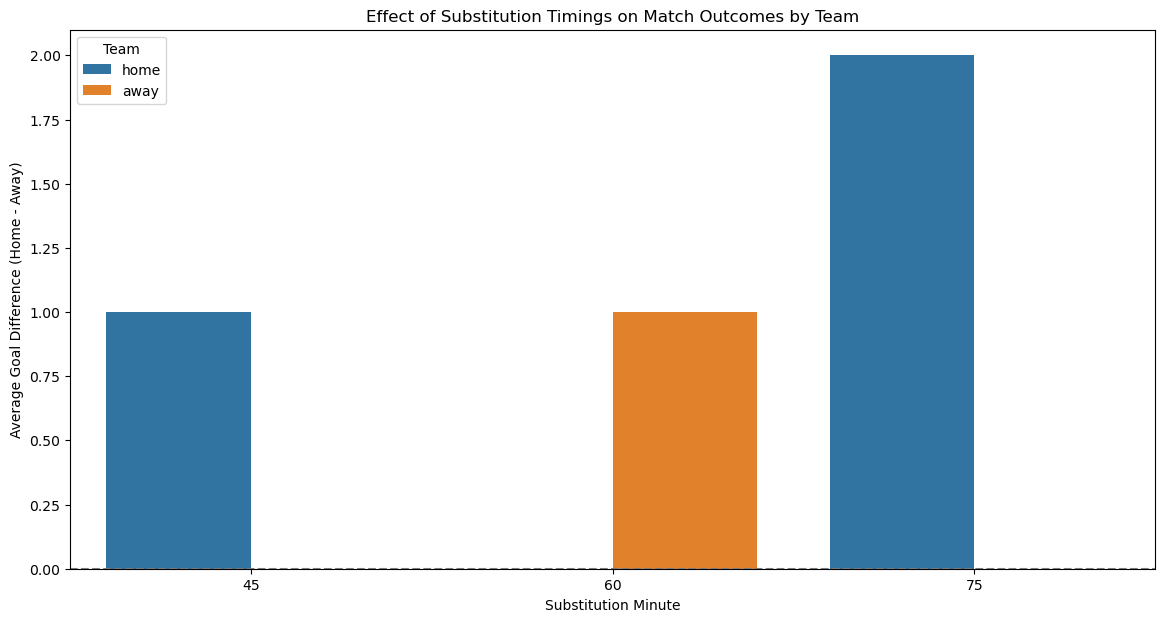 Effect of Substitution Timings on Match Outcomes by Team
Team
home
away
2.00
1.75
1.50
1.25
1.00
0.75
0.50
0.25
0.00
Average Goal Difference (Home - Away)
45
60
75
Substitution Minute